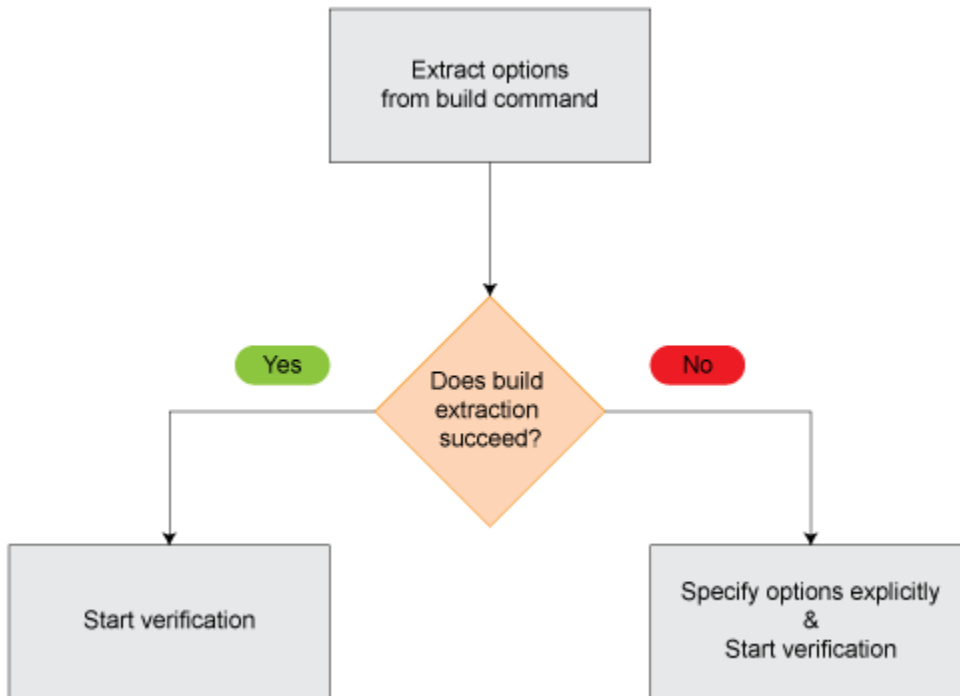 Extract options
from build command
Yes
No
Does build
extraction
succeed?
Start verification
Specify options explicitly
&
Start verification